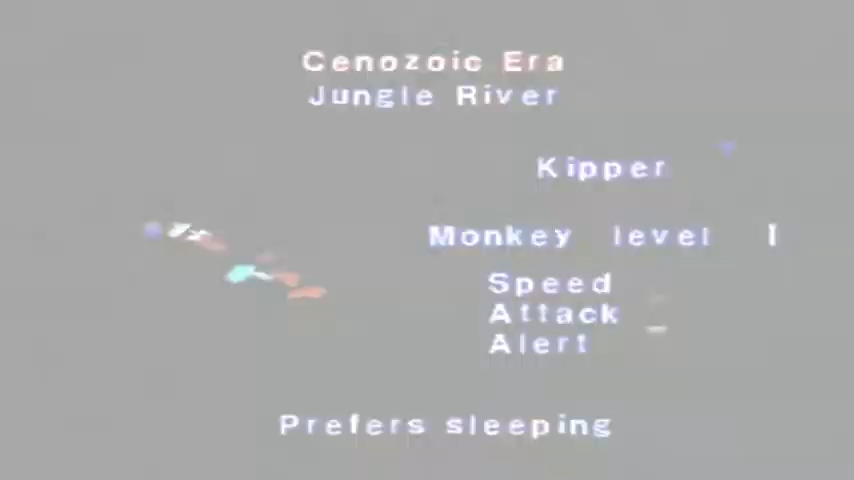 Cenozoic Era
Jungle River
Kipper
Monkey level 1
Speed
Attack
Alert
Prefers sleeping